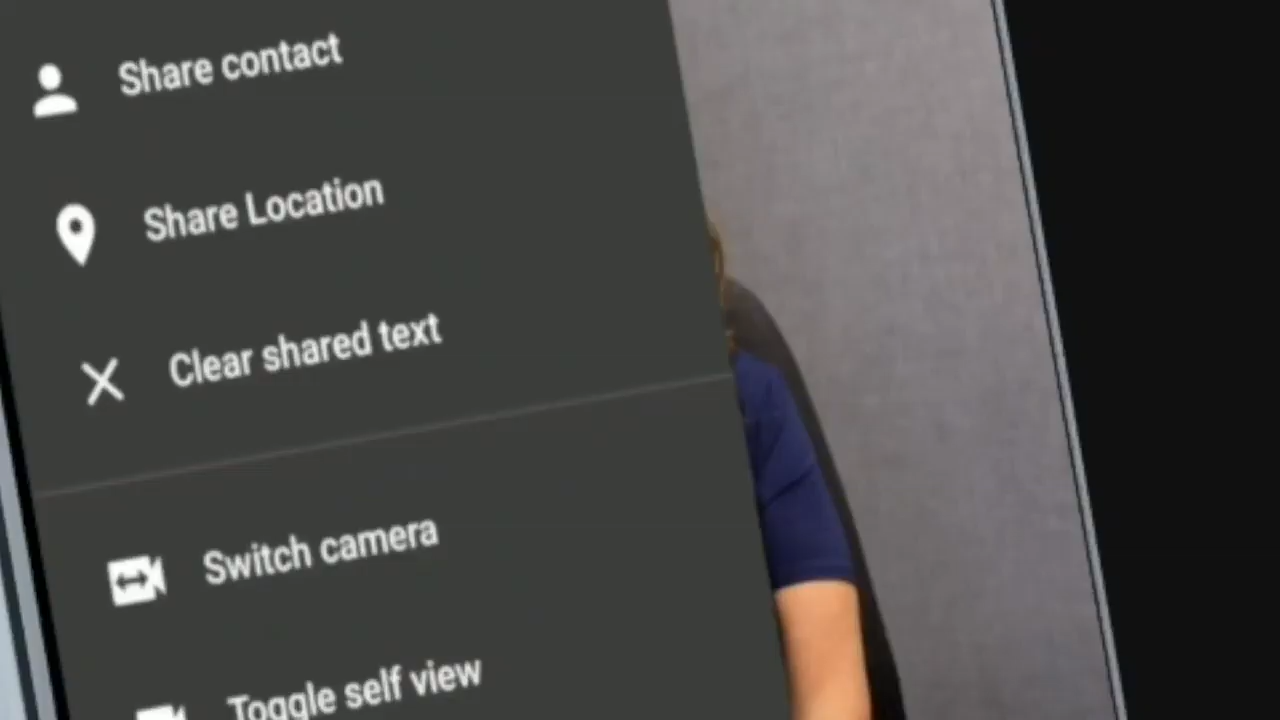 Share contact
Share Location
Clear shared text
Switch camera
Toggle self view